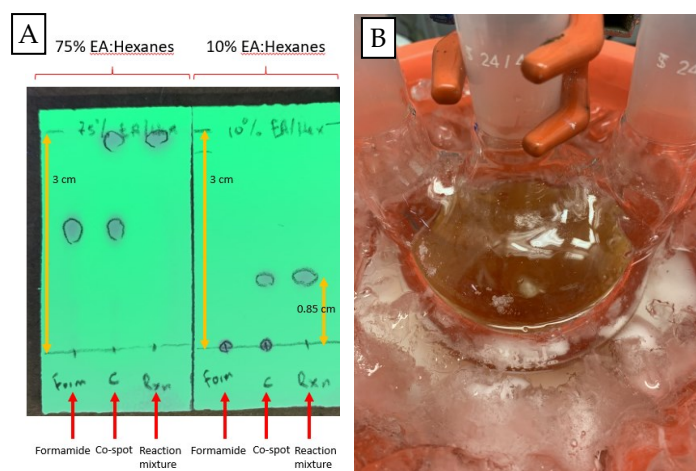 A
75% EA:Hexanes
10% EA:Hexanes
75% EA/Hex
10% EA/Hex
3 cm
3 cm
0.85 cm
Form
C
Rxn
Form
C
Rxn
Formamide
Co-spot
Reaction mixture
Formamide
Co-spot
Reaction mixture
B
24/4
24